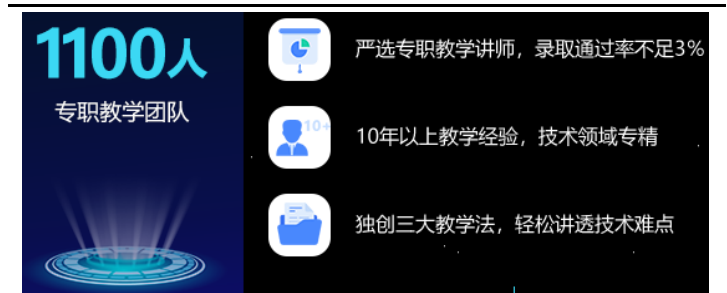 1100人
专职教学团队
严选专职教学讲师，录取通过率不足3%
10+
10年以上教学经验，技术领域专精
独创三大教学法，轻松讲透技术难点